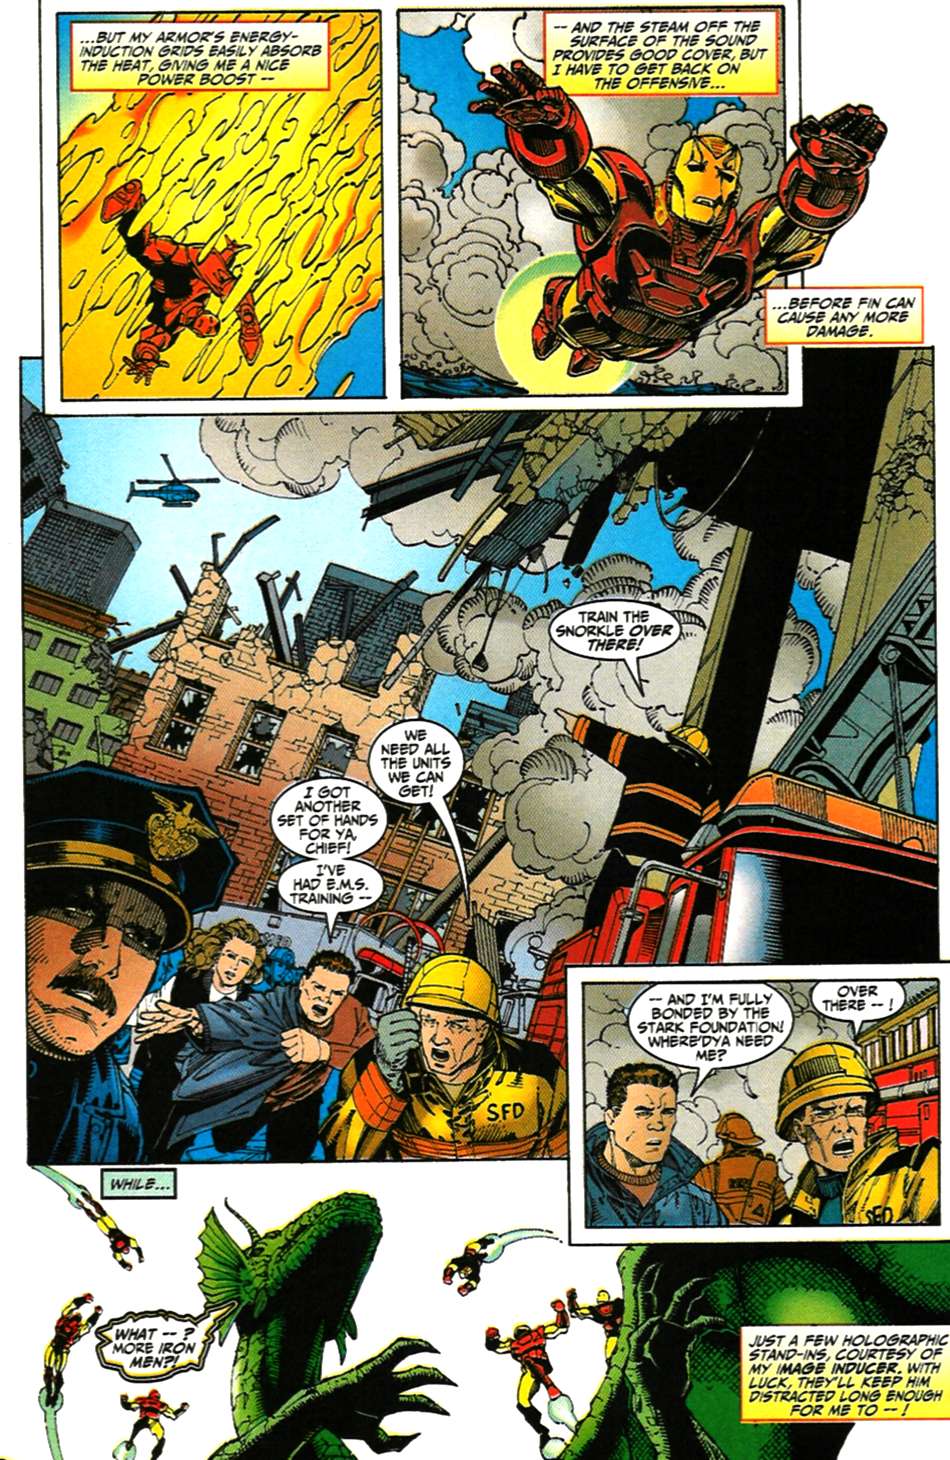 ...BUT MY ARMOR'S ENERGY-
INDUCTION GRIDS EASILY ABSORB
THE HEAT, GIVING ME A NICE
POWER BOOST --
-- AND THE STEAM OFF THE
SURFACE OF THE SOUND
PROVIDES GOOD COVER, BUT
I HAVE TO GET BACK ON
THE OFFENSIVE...
...BEFORE FIN CAN
CAUSE ANY MORE
DAMAGE.
TRAIN THE
SNORKLE OVER
THERE!
WE
NEED ALL
THE UNITS
WE CAN
GET!
I GOT
ANOTHER
SET OF HANDS
FOR YA,
CHIEF!
I'VE
HAD E.M.S.
TRAINING --
SFD
-- AND I'M FULLY
BONDED BY THE
STARK FOUNDATION!
WHERE'DYA NEED
ME?
OVER
THERE -- !
SFD
WHILE...
WHAT -- ?
MORE IRON
MEN?!
JUST A FEW HOLOGRAPHIC
STAND-INS, COURTESY OF
MY IMAGE INDUCER. WITH
LUCK, THEY'LL KEEP HIM
DISTRACTED LONG ENOUGH
FOR ME TO -- !